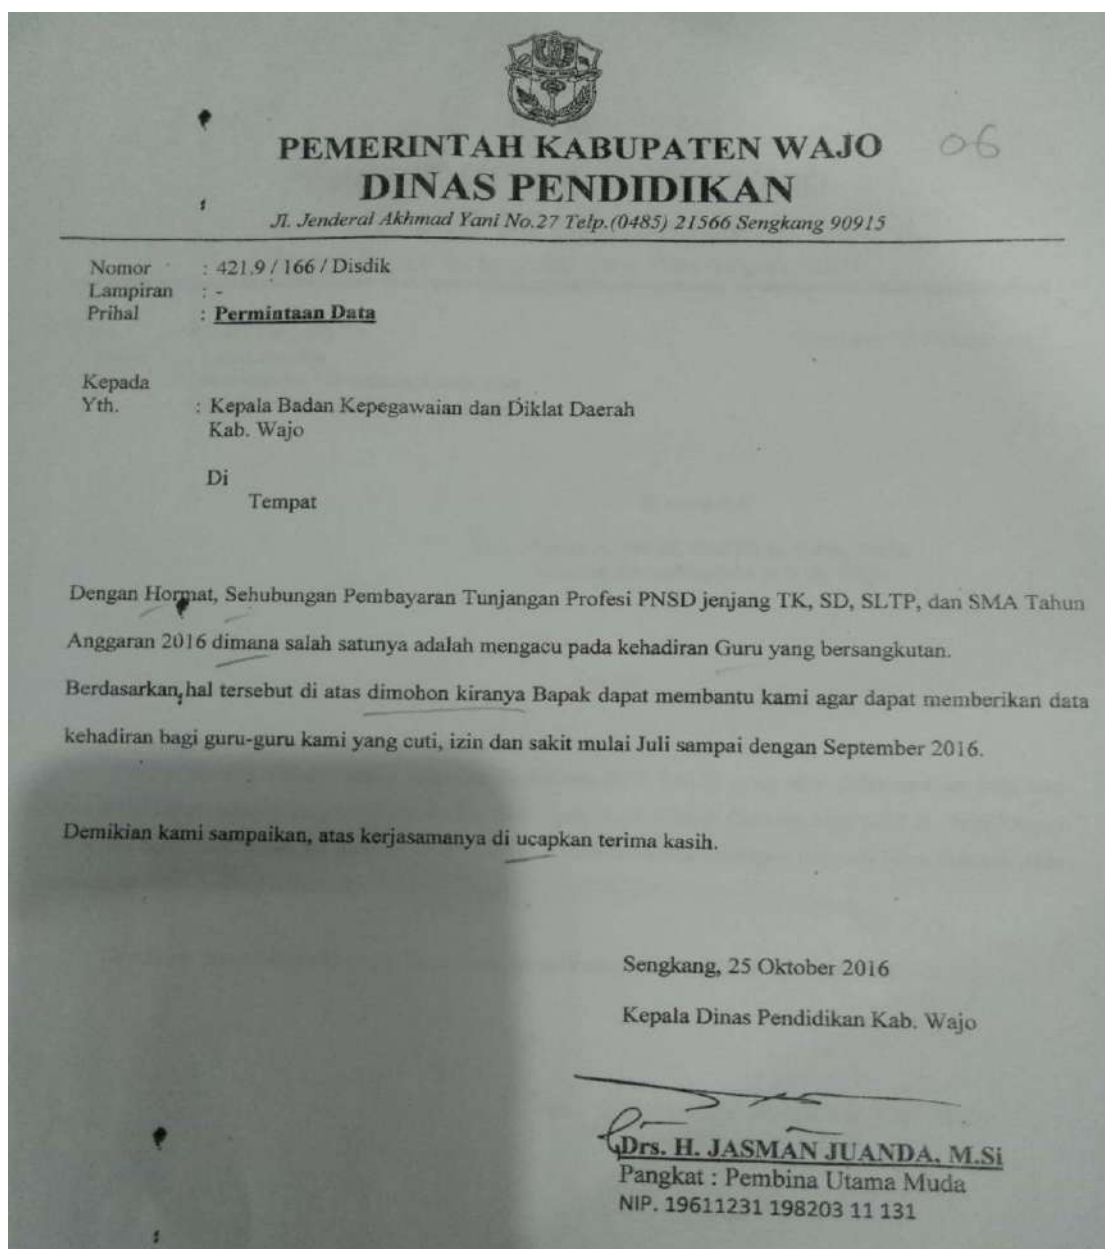 PEMERINTAH KABUPATEN WAJO
06
DINAS PENDIDIKAN
Jl. Jenderal Akhmad Yani No.27 Telp.(0485) 21566 Sengkang 90915
Nomor : 421.9 / 166 / Disdik
Lampiran : -
Prihal : Permintaan Data
Kepada
Yth. : Kepala Badan Kepegawaian dan Diklat Daerah
Kab. Wajo
Di
Tempat
Dengan Hormat, Sehubungan Pembayaran Tunjangan Profesi PNSD jenjang TK, SD, SLTP, dan SMA Tahun
Anggaran 2016 dimana salah satunya adalah mengacu pada kehadiran Guru yang bersangkutan.
Berdasarkan hal tersebut di atas dimohon kiranya Bapak dapat membantu kami agar dapat memberikan data
kehadiran bagi guru-guru kami yang cuti, izin dan sakit mulai Juli sampai dengan September 2016.
Demikian kami sampaikan, atas kerjasamanya di ucapkan terima kasih.
Sengkang, 25 Oktober 2016
Kepala Dinas Pendidikan Kab. Wajo
Drs. H. JASMAN JUANDA, M.Si
Pangkat : Pembina Utama Muda
NIP. 19611231 198203 11 131